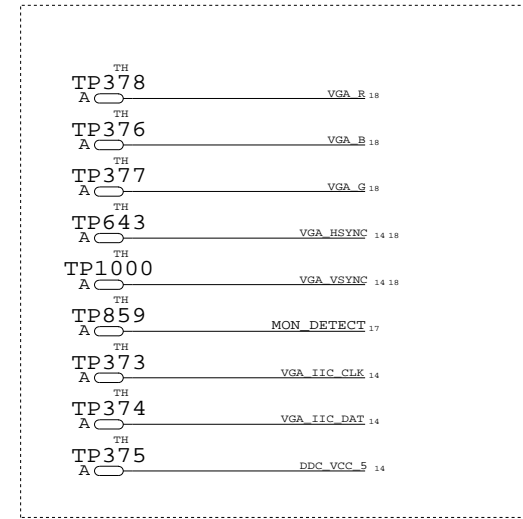 TH
TP378
A VGA_R 18
TH
TP376
A VGA_B 18
TH
TP377
A VGA_G 18
TH
TP643
A VGA_HSYNC 14 18
TH
TP1000
A VGA_VSYNC 14 18
TH
TP859
A MON_DETECT 17
TH
TP373
A VGA_IIC_CLK 14
TH
TP374
A VGA_IIC_DAT 14
TH
TP375
A DDC_VCC_5 14